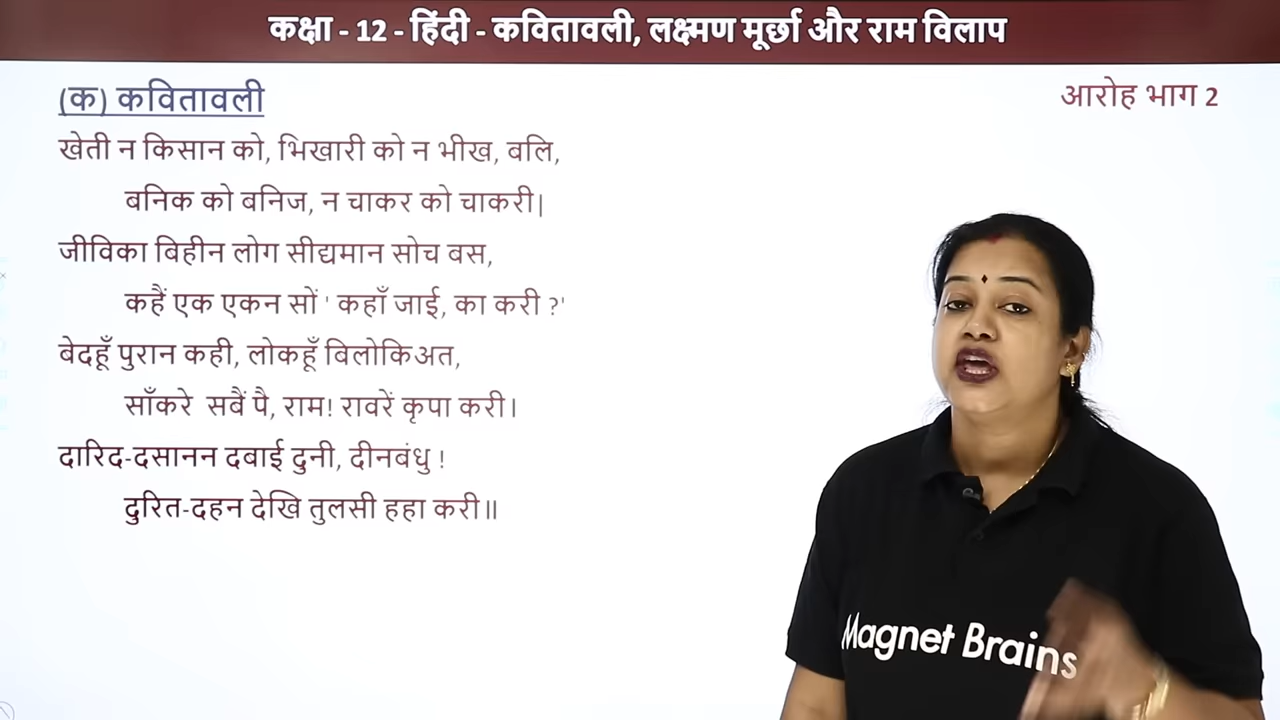 कक्षा - 12 - हिंदी - कवितावली, लक्ष्मण मूर्छा और राम विलाप
(क) कवितावली
आरोह भाग 2
खेती न किसान को, भिखारी को न भीख, बलि,
बनिक को बनिज, न चाकर को चाकरी|
जीविका बिहीन लोग सीद्यमान सोच बस,
कहैं एक एकन सों ' कहाँ जाई, का करी ?'
बेदहूँ पुरान कही, लोकहूँ बिलोकिअत,
साँकरे सबैं पै, राम! रावरें कृपा करी।
दारिद-दसानन दबाई दुनी, दीनबंधु !
दुरित-दहन देखि तुलसी हहा करी॥
Magnet Brains